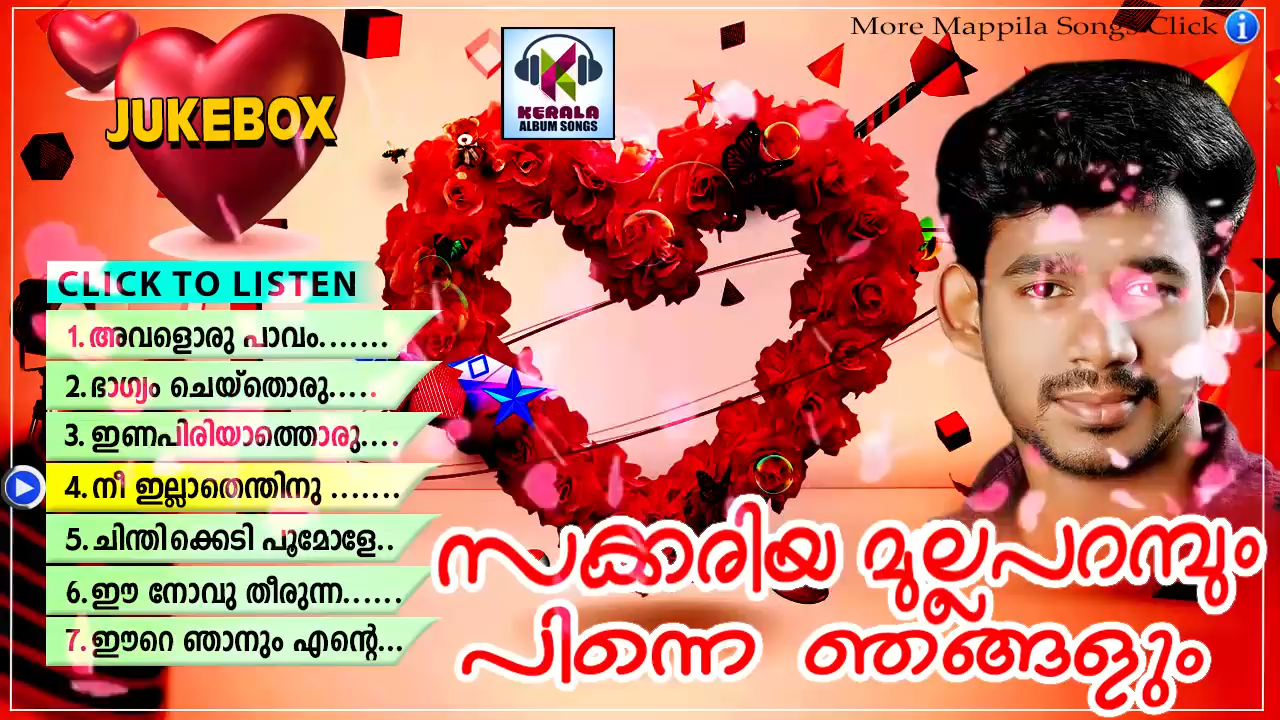 More Mappila Songs Click
JUKEBOX
KERALA
ALBUM SONGS
CLICK TO LISTEN
1. അവളൊരു പാവം.......
2. ഭാഗ്യം ചെയ്തൊരു.....
3. ഇണപിരിയാത്തൊരു....
4. നീ ഇല്ലാതെന്തിനു .......
5. ചിന്തിക്കെടി പൂമോളേ..
6. ഈ നോവു തീരുന്ന......
7. ഈറെ ഞാനും എന്റെ...
സക്കരിയ മുല്ലപറമ്പും
പിന്നെ ഞങ്ങളും